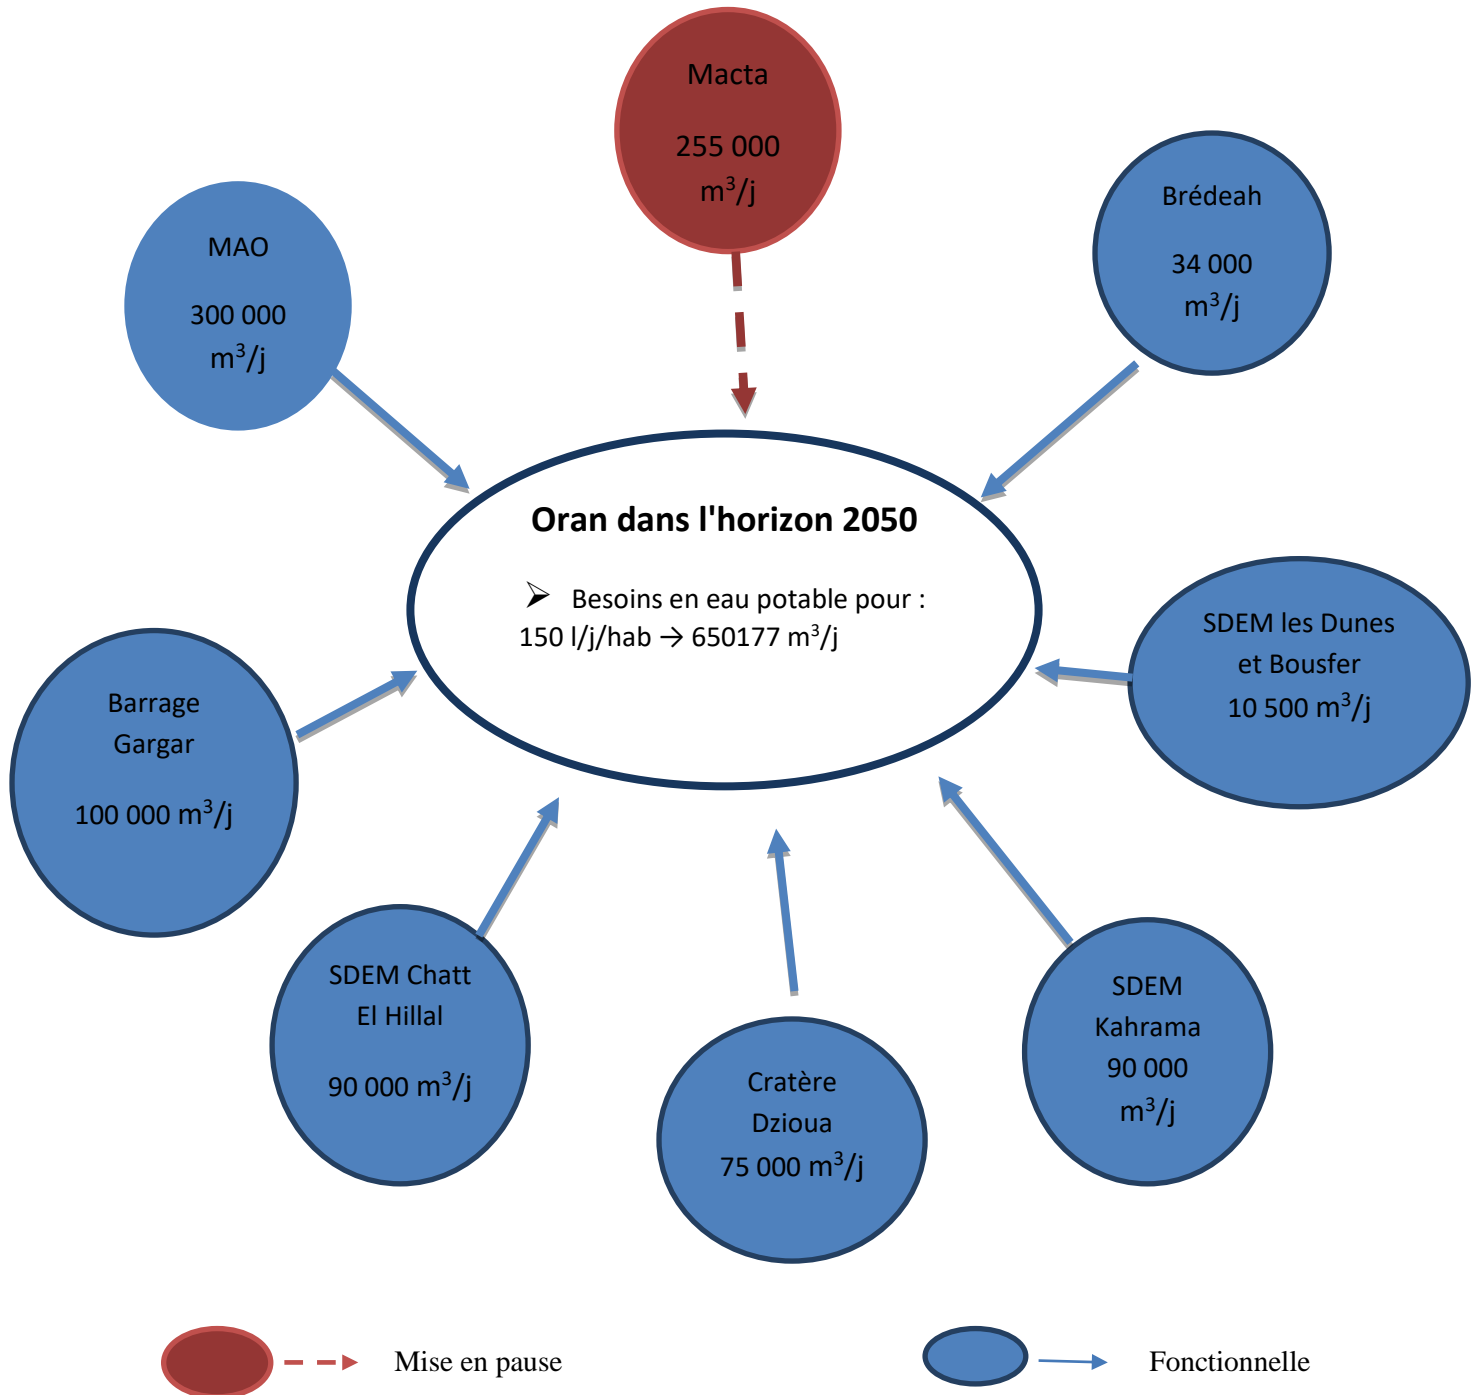 Macta
255 000
m³/j
MAO
300 000
m³/j
Brédeah
34 000
m³/j
Oran dans l'horizon 2050
➢ Besoins en eau potable pour :
150 l/j/hab → 650177 m³/j
SDEM les Dunes
et Bousfer
10 500 m³/j
Barrage
Gargar
100 000 m³/j
SDEM Chatt
El Hillal
90 000 m³/j
Cratère
Dzioua
75 000 m³/j
SDEM
Kahrama
90 000
m³/j
Mise en pause
Fonctionnelle